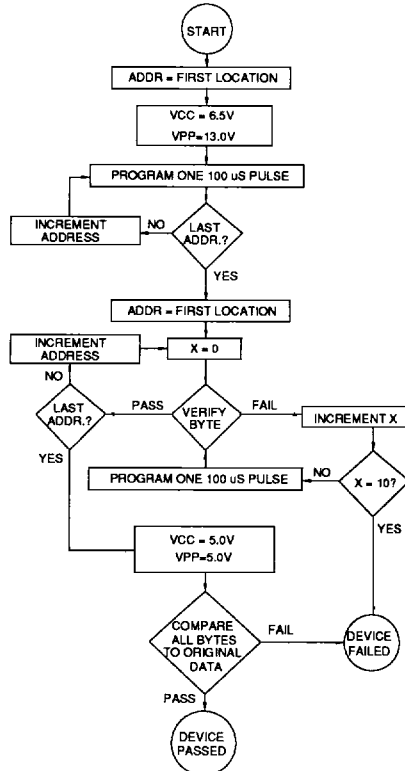 START
ADDR = FIRST LOCATION
VCC = 6.5V
VPP=13.0V
PROGRAM ONE 100 uS PULSE
INCREMENT
ADDRESS
NO
LAST
ADDR.?
YES
ADDR = FIRST LOCATION
INCREMENT
ADDRESS
X = 0
NO
LAST
ADDR.?
PASS
VERIFY
BYTE
FAIL
INCREMENT X
YES
PROGRAM ONE 100 uS PULSE
NO
X = 10?
YES
VCC = 5.0V
VPP=5.0V
COMPARE
ALL BYTES
TO ORIGINAL
DATA
FAIL
DEVICE
FAILED
PASS
DEVICE
PASSED